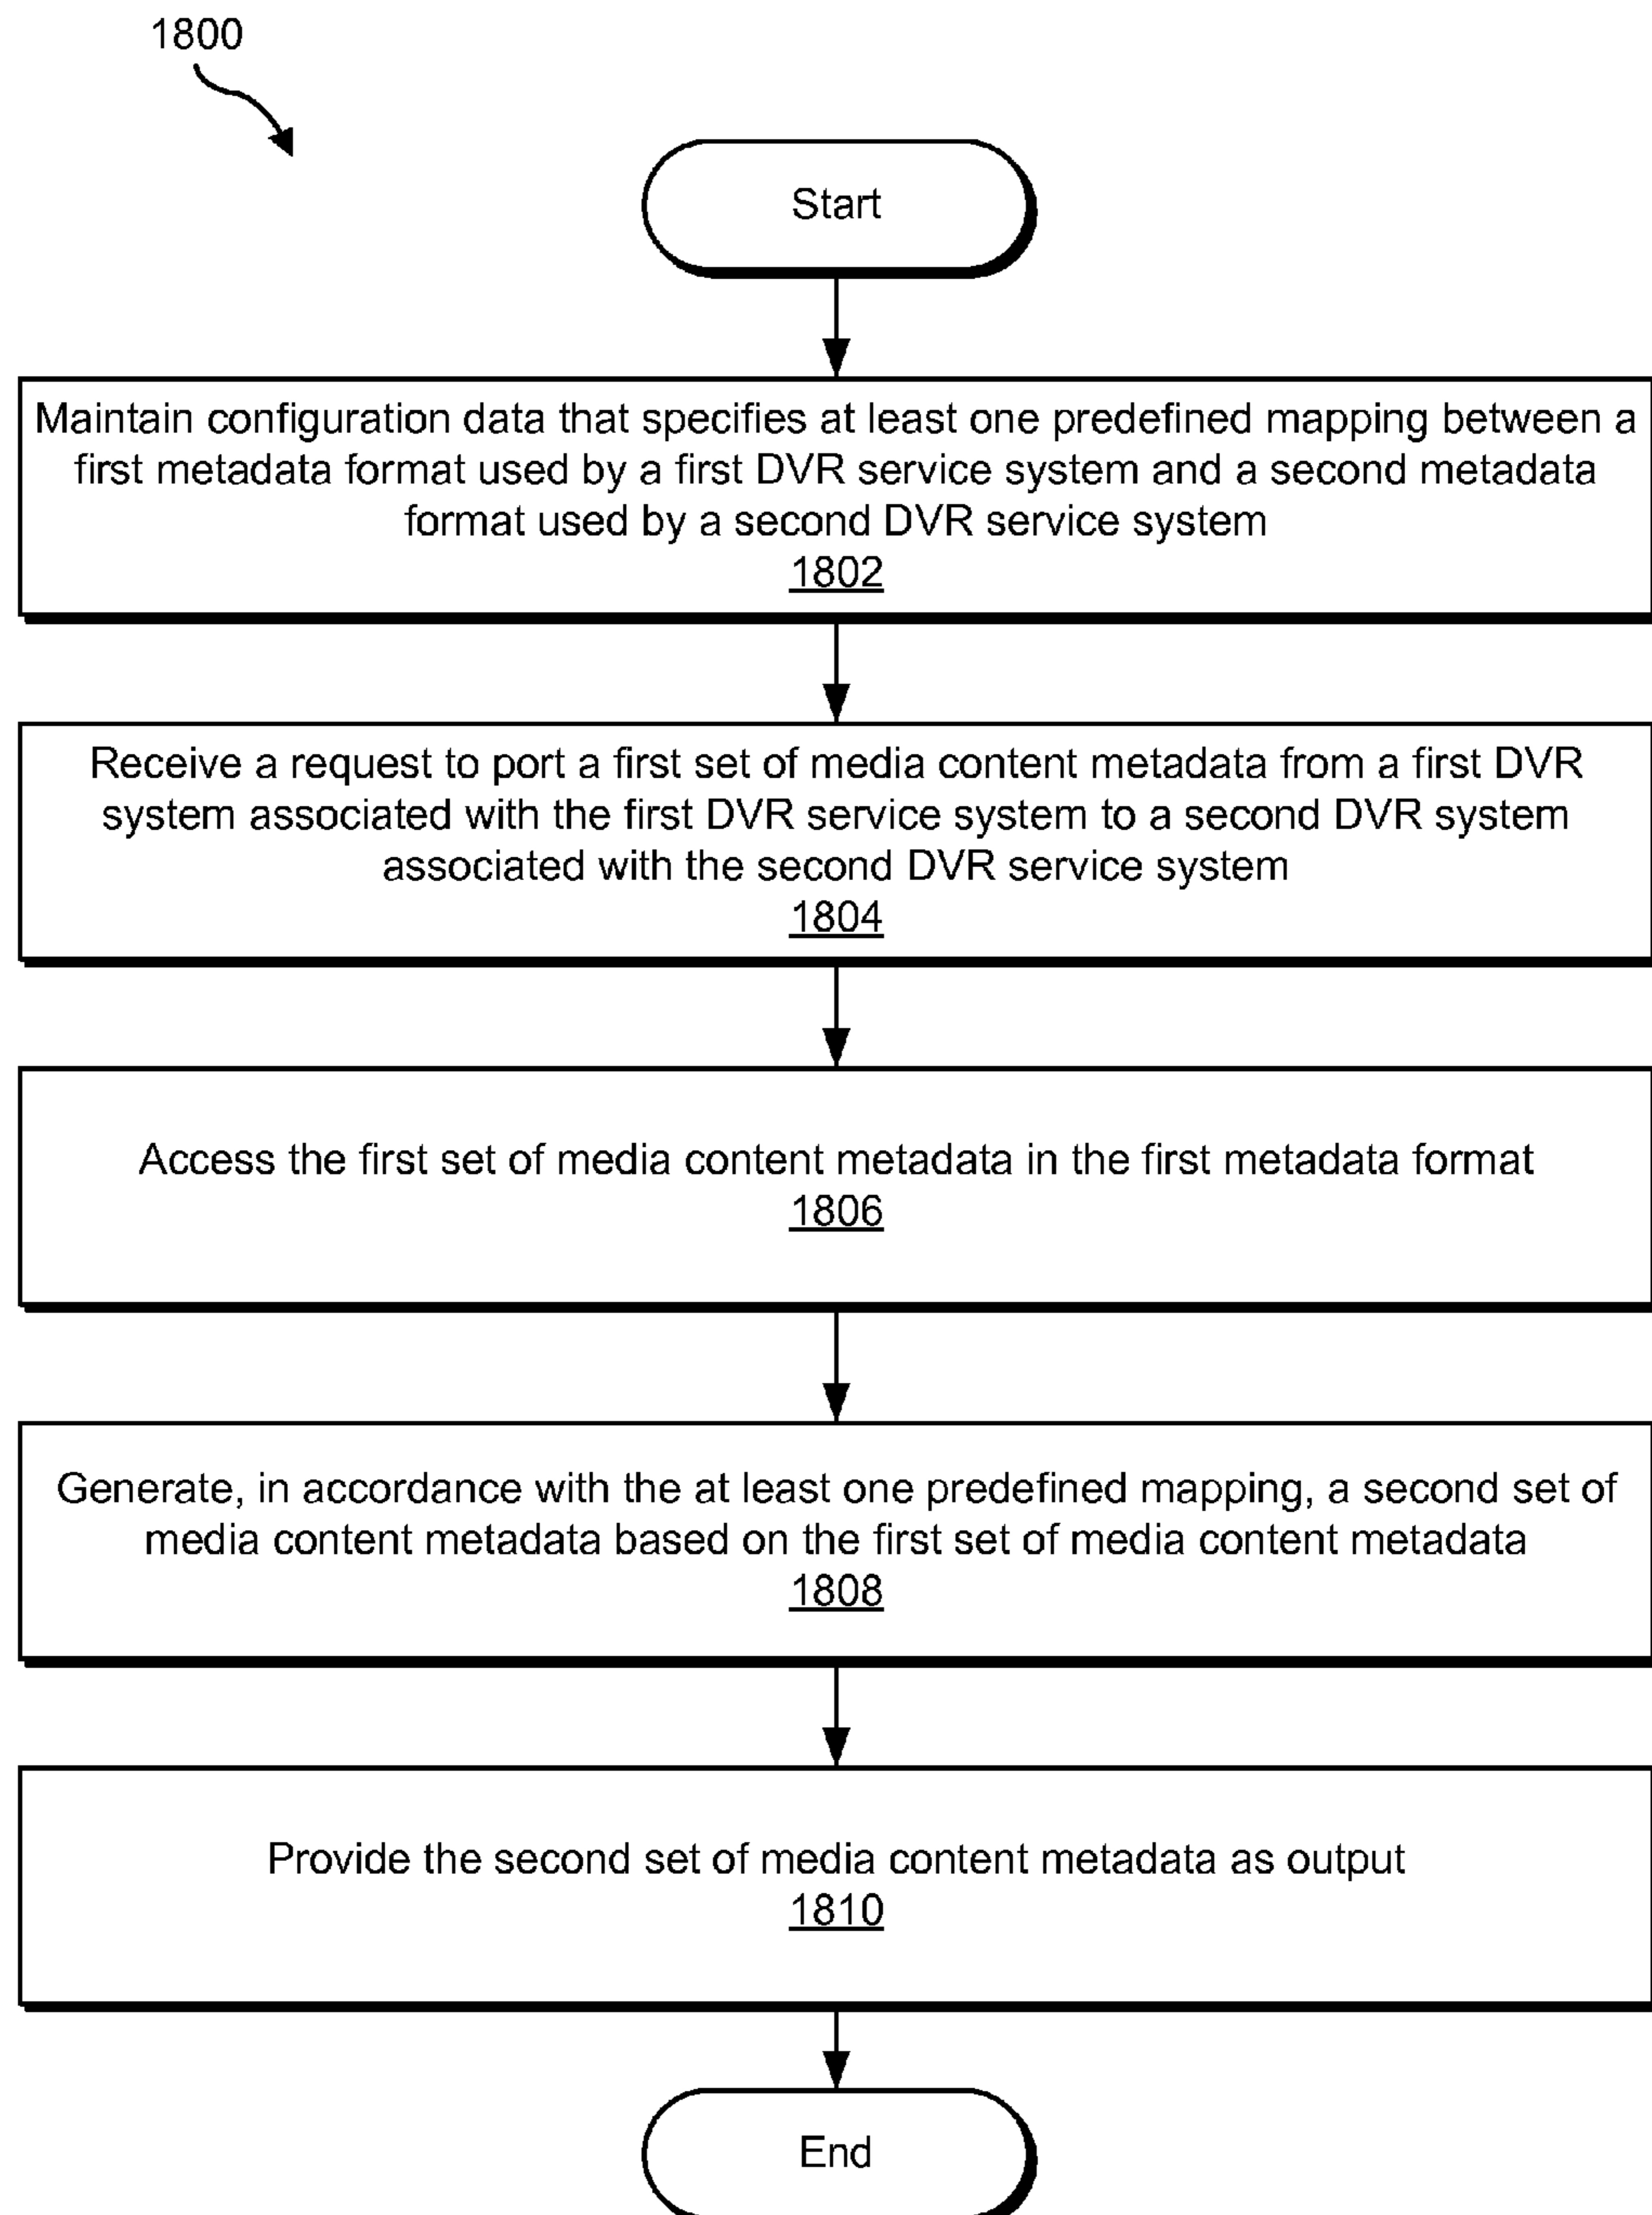 1800
Start
Maintain configuration data that specifies at least one predefined mapping between a
first metadata format used by a first DVR service system and a second metadata
format used by a second DVR service system
1802
Receive a request to port a first set of media content metadata from a first DVR
system associated with the first DVR service system to a second DVR system
associated with the second DVR service system
1804
Access the first set of media content metadata in the first metadata format
1806
Generate, in accordance with the at least one predefined mapping, a second set of
media content metadata based on the first set of media content metadata
1808
Provide the second set of media content metadata as output
1810
End